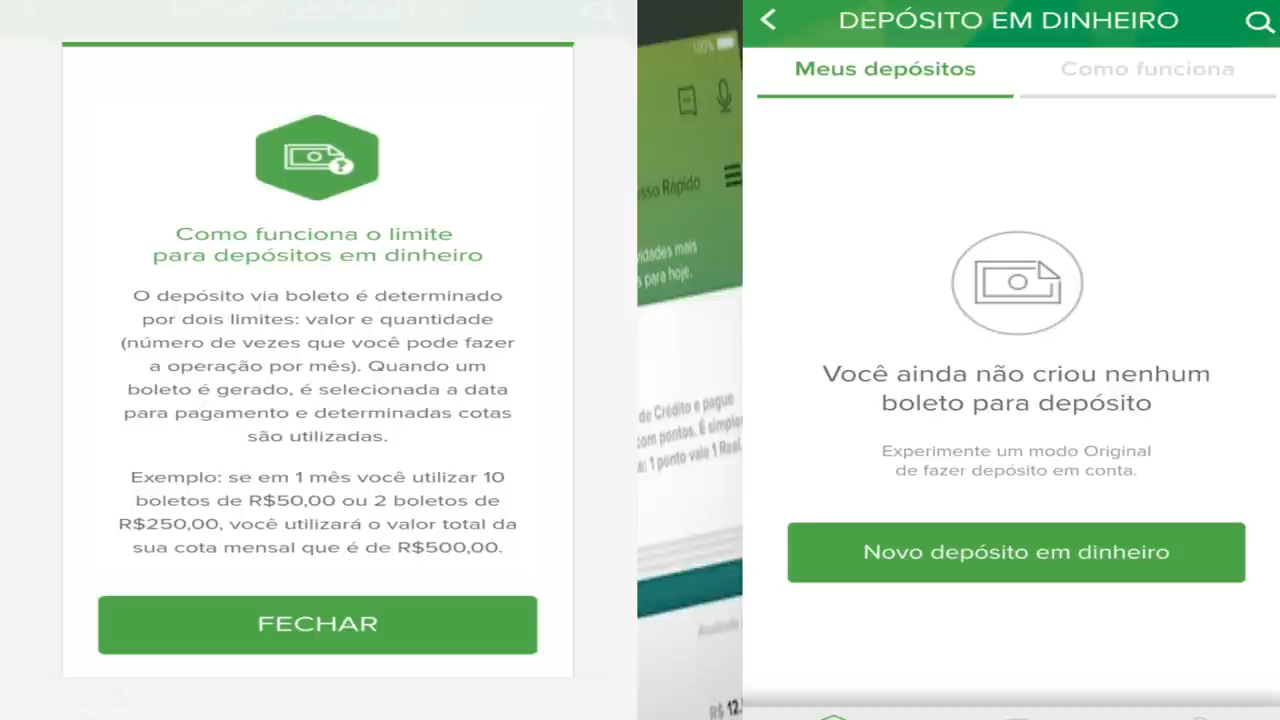 Como funciona o limite
para depósitos em dinheiro
O depósito via boleto é determinado
por dois limites: valor e quantidade
(número de vezes que você pode fazer
a operação por mês). Quando um
boleto é gerado, é selecionada a data
para pagamento e determinadas cotas
são utilizadas.
Exemplo: se em 1 mês você utilizar 10
boletos de R$50,00 ou 2 boletos de
R$250,00, você utilizará o valor total da
sua cota mensal que é de R$500,00.
FECHAR
100%
Rápido
mais
para hoje.
de Crédito e pague
com pontos. É simples
1 ponto vale 1 Real
R$ 12.
DEPÓSITO EM DINHEIRO
Meus depósitos
Como funciona
Você ainda não criou nenhum
boleto para depósito
Experimente um modo Original
de fazer depósito em conta.
Novo depósito em dinheiro